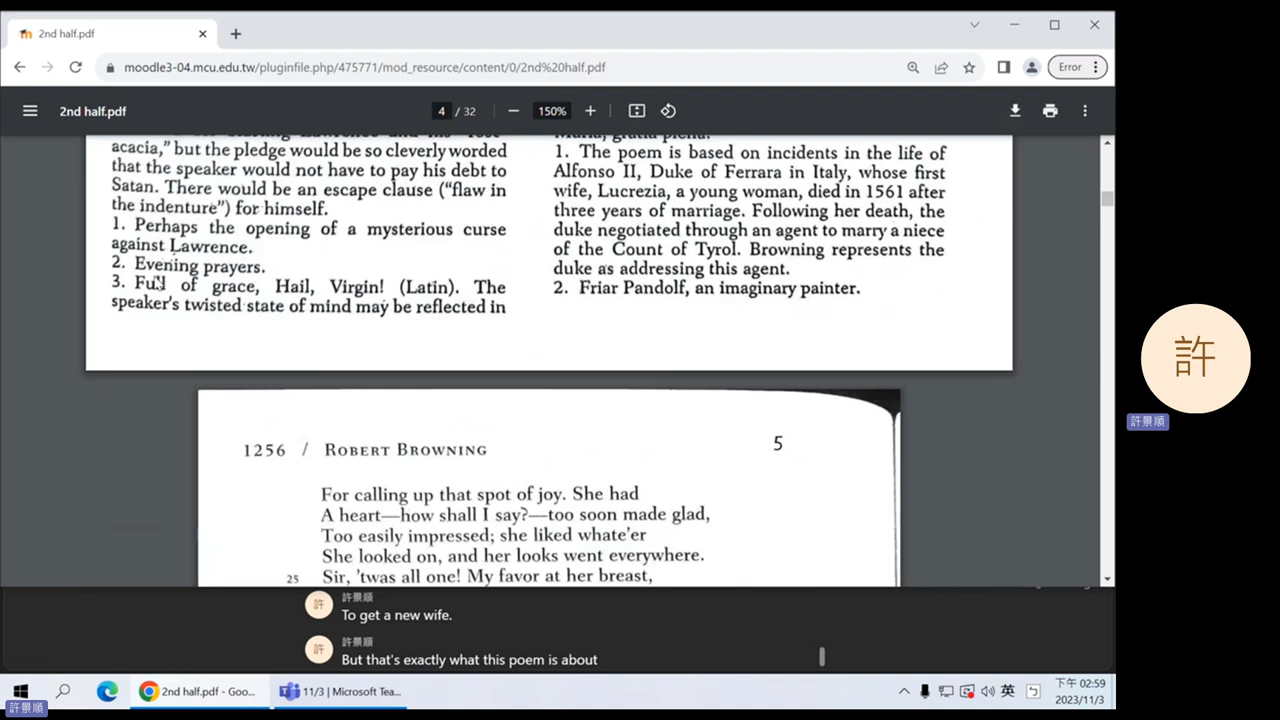 2nd half.pdf
moodle3-04.mcu.edu.tw/pluginfile.php/475771/mod_resource/content/0/2nd%20half.pdf
Error
2nd half.pdf
4 / 32
150%
acacia,” but the pledge would be so cleverly worded
that the speaker would not have to pay his debt to
Satan. There would be an escape clause (“flaw in
the indenture”) for himself.
1. Perhaps the opening of a mysterious curse
against Lawrence.
2. Evening prayers.
3. Full of grace, Hail, Virgin! (Latin). The
speaker's twisted state of mind may be reflected in
Maria, gratia plena!
1. The poem is based on incidents in the life of
Alfonso II, Duke of Ferrara in Italy, whose first
wife, Lucrezia, a young woman, died in 1561 after
three years of marriage. Following her death, the
duke negotiated through an agent to marry a niece
of the Count of Tyrol. Browning represents the
duke as addressing this agent.
2. Friar Pandolf, an imaginary painter.
1256 / ROBERT BROWNING
5
For calling up that spot of joy. She had
A heart—how shall I say?—too soon made glad,
Too easily impressed; she liked whate'er
She looked on, and her looks went everywhere.
25 Sir, 'twas all one! My favor at her breast,
許
許景順
To get a new wife.
許
許景順
But that's exactly what this poem is about
2nd half.pdf - Goo...
11/3 | Microsoft Tea...
英
下午 02:59
2023/11/3
許景順
許
許景順